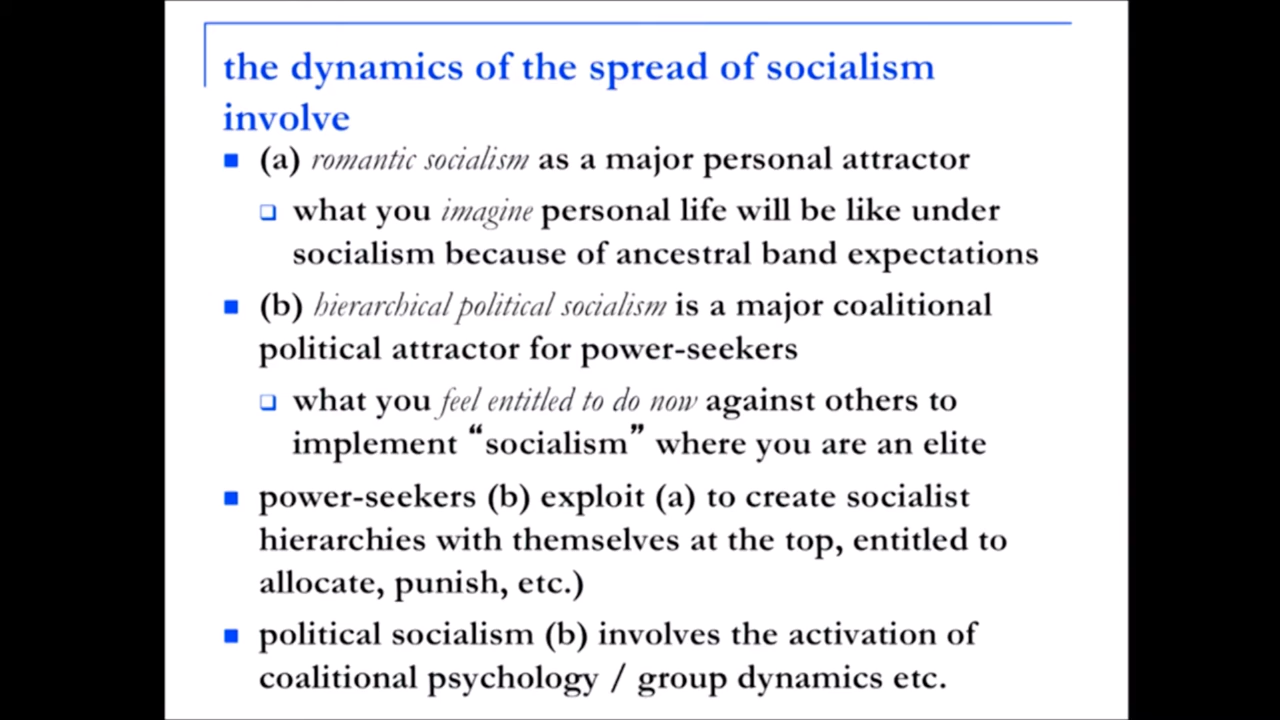 the dynamics of the spread of socialism
involve
(a) romantic socialism as a major personal attractor
what you imagine personal life will be like under
socialism because of ancestral band expectations
(b) hierarchical political socialism is a major coalitional
political attractor for power-seekers
what you feel entitled to do now against others to
implement “socialism” where you are an elite
power-seekers (b) exploit (a) to create socialist
hierarchies with themselves at the top, entitled to
allocate, punish, etc.)
political socialism (b) involves the activation of
coalitional psychology / group dynamics etc.